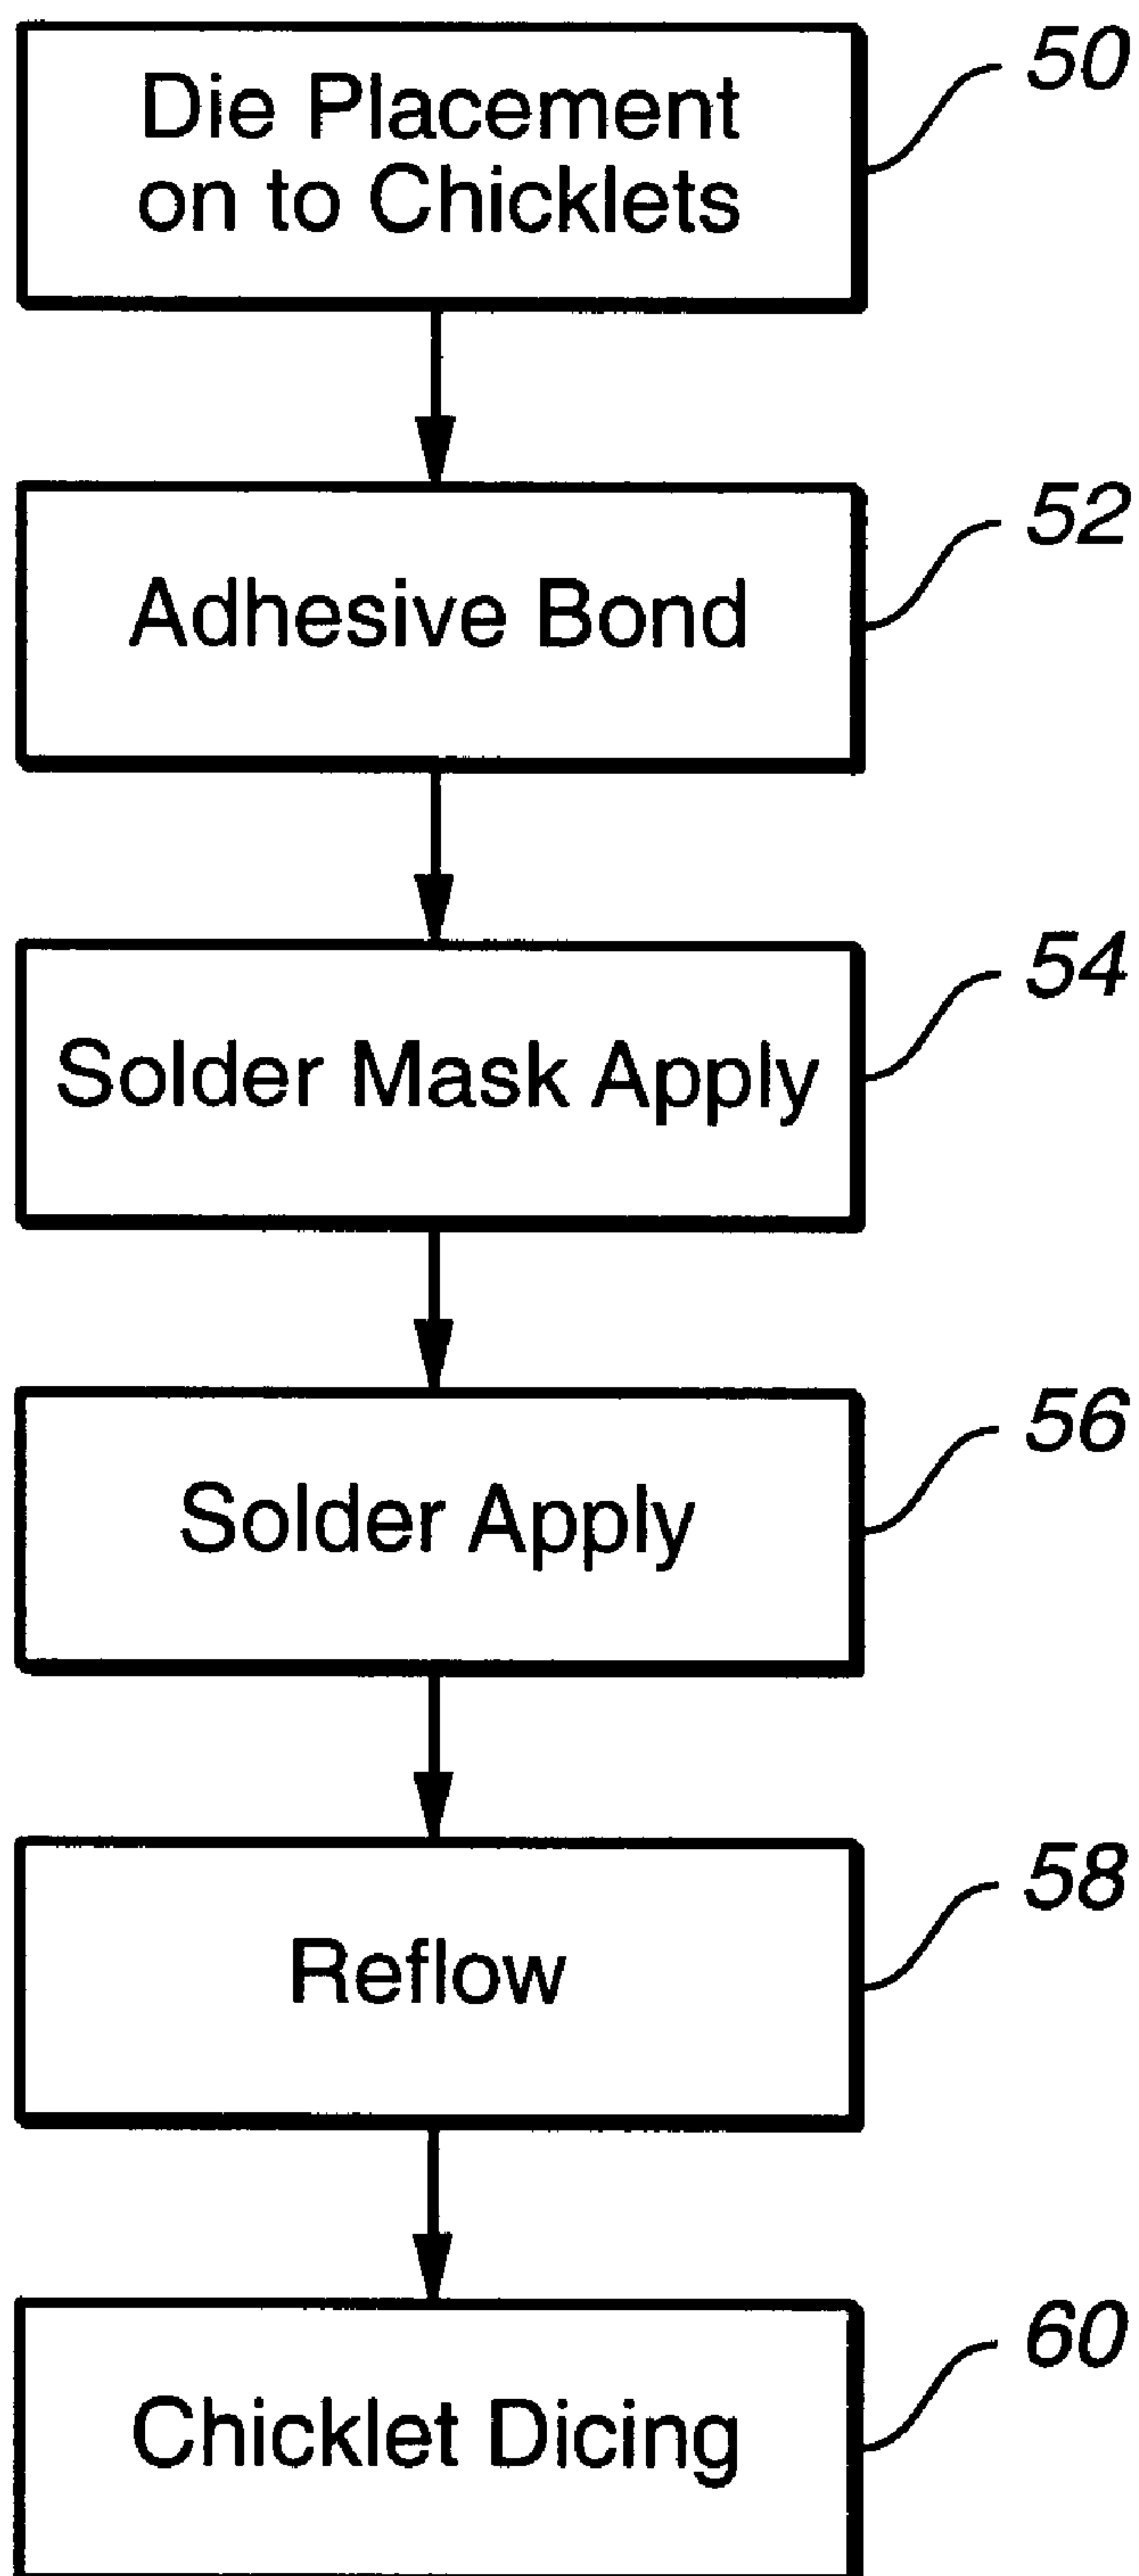 Die Placement
on to Chicklets
50
Adhesive Bond
52
Solder Mask Apply
54
Solder Apply
56
Reflow
58
Chicklet Dicing
60